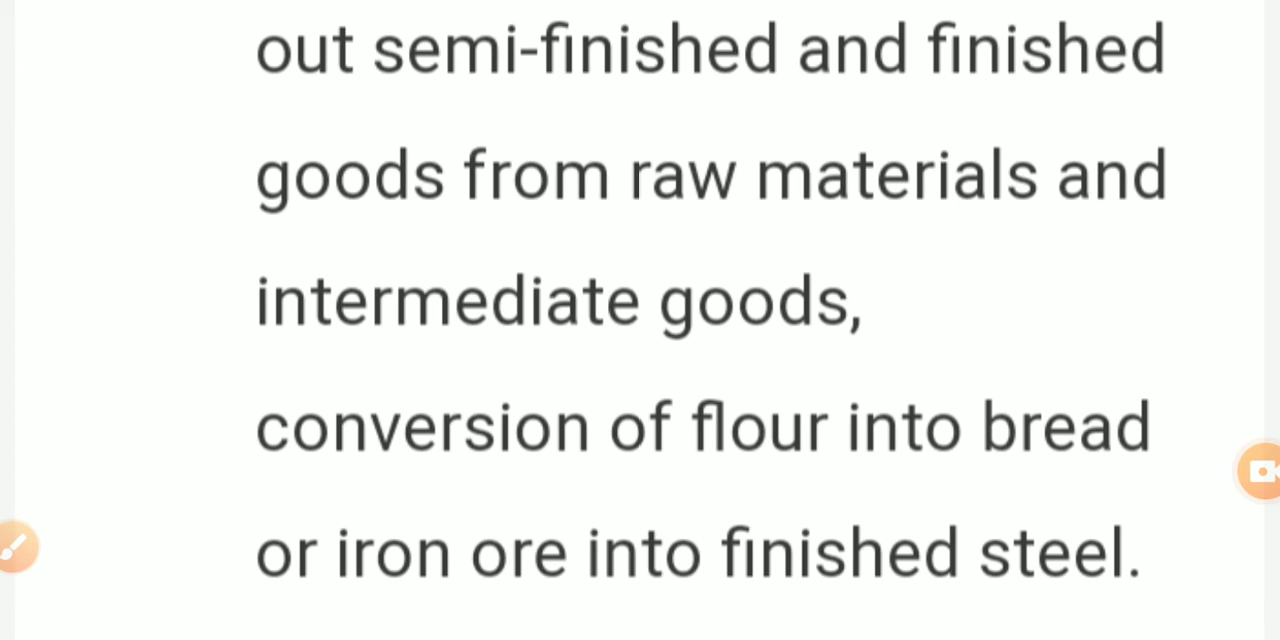 out semi-finished and finished
goods from raw materials and
intermediate goods,
conversion of flour into bread
or iron ore into finished steel.